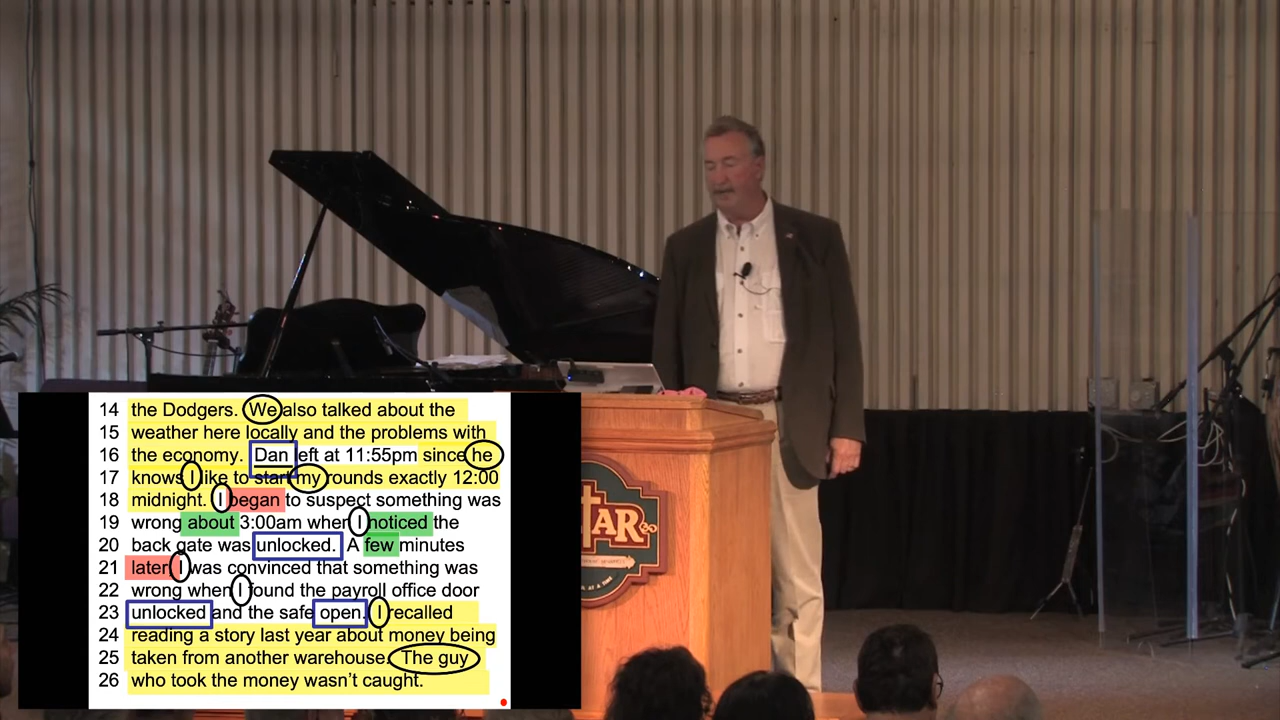 14 the Dodgers. We also talked about the
15 weather here locally and the problems with
16 the economy. Dan left at 11:55pm since he
17 knows I like to start my rounds exactly 12:00
18 midnight. I began to suspect something was
19 wrong about 3:00am when I noticed the
20 back gate was unlocked. A few minutes
21 later I was convinced that something was
22 wrong when I found the payroll office door
23 unlocked and the safe open. I recalled
24 reading a story last year about money being
25 taken from another warehouse. The guy
26 who took the money wasn't caught.
TAR